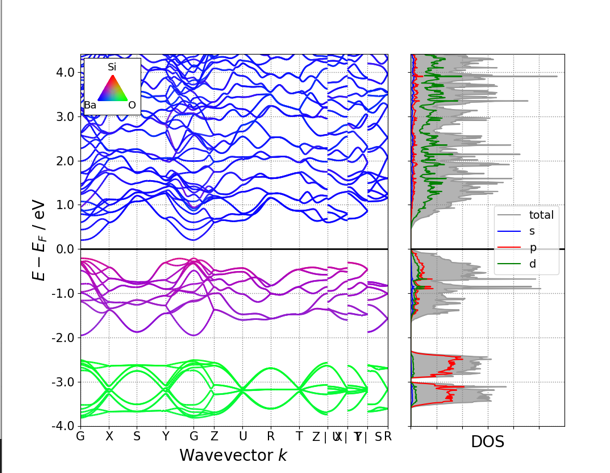 Si
Ba O
4.0
3.0
2.0
1.0
0.0
-1.0
-2.0
-3.0
-4.0
E − E_F / eV
G X S Y G Z U R T Z | U X | Y T | S R
Wavevector k
total
s
p
d
DOS